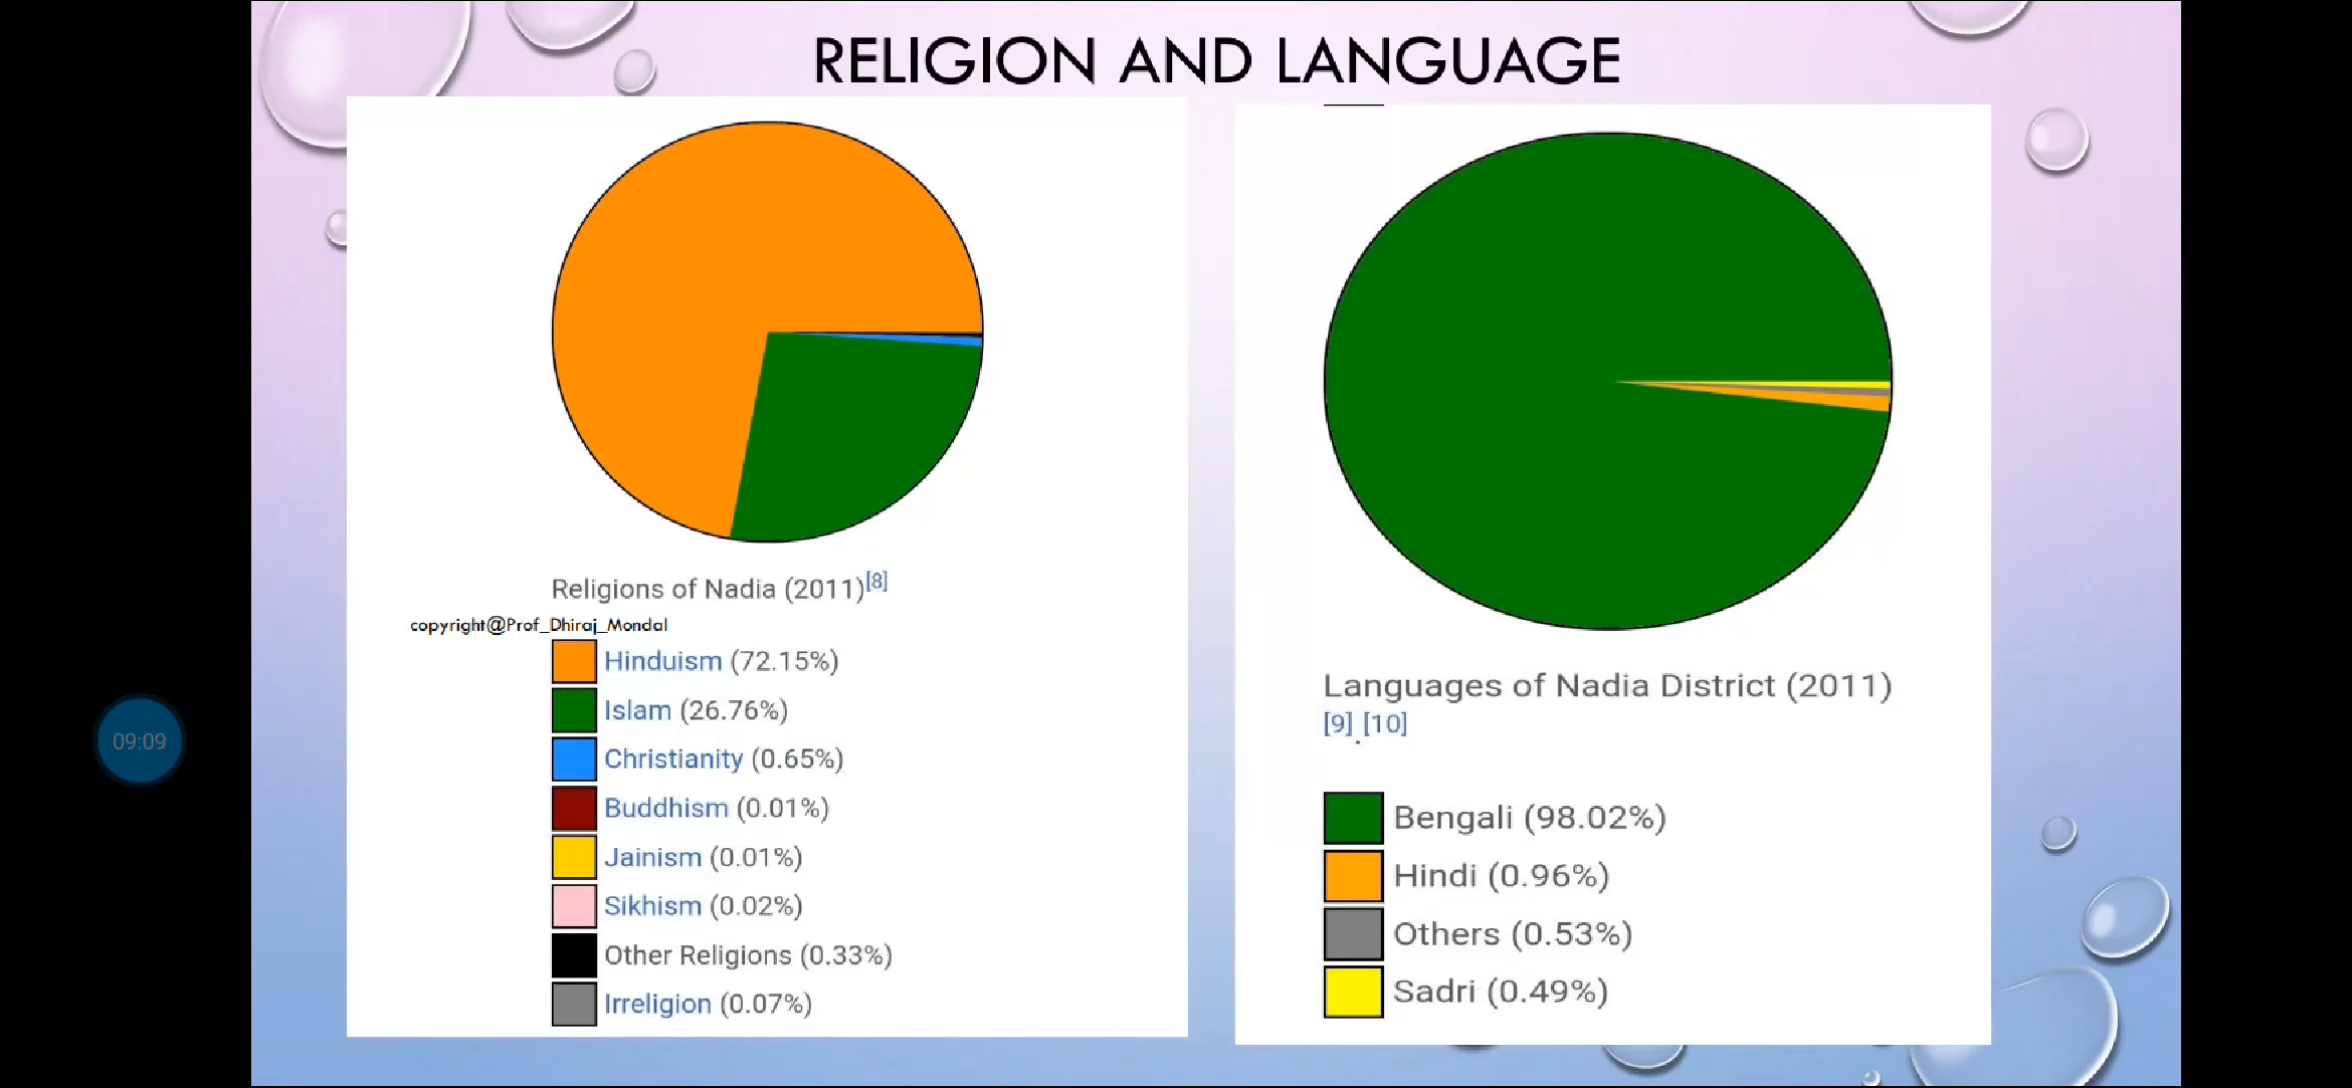 RELIGION AND LANGUAGE
Religions of Nadia (2011)[8]
copyright@Prof_Dhiraj_Mondal
Hinduism (72.15%)
Islam (26.76%)
Christianity (0.65%)
Buddhism (0.01%)
Jainism (0.01%)
Sikhism (0.02%)
Other Religions (0.33%)
Irreligion (0.07%)
Languages of Nadia District (2011)
[9].[10]
Bengali (98.02%)
Hindi (0.96%)
Others (0.53%)
Sadri (0.49%)
09:09